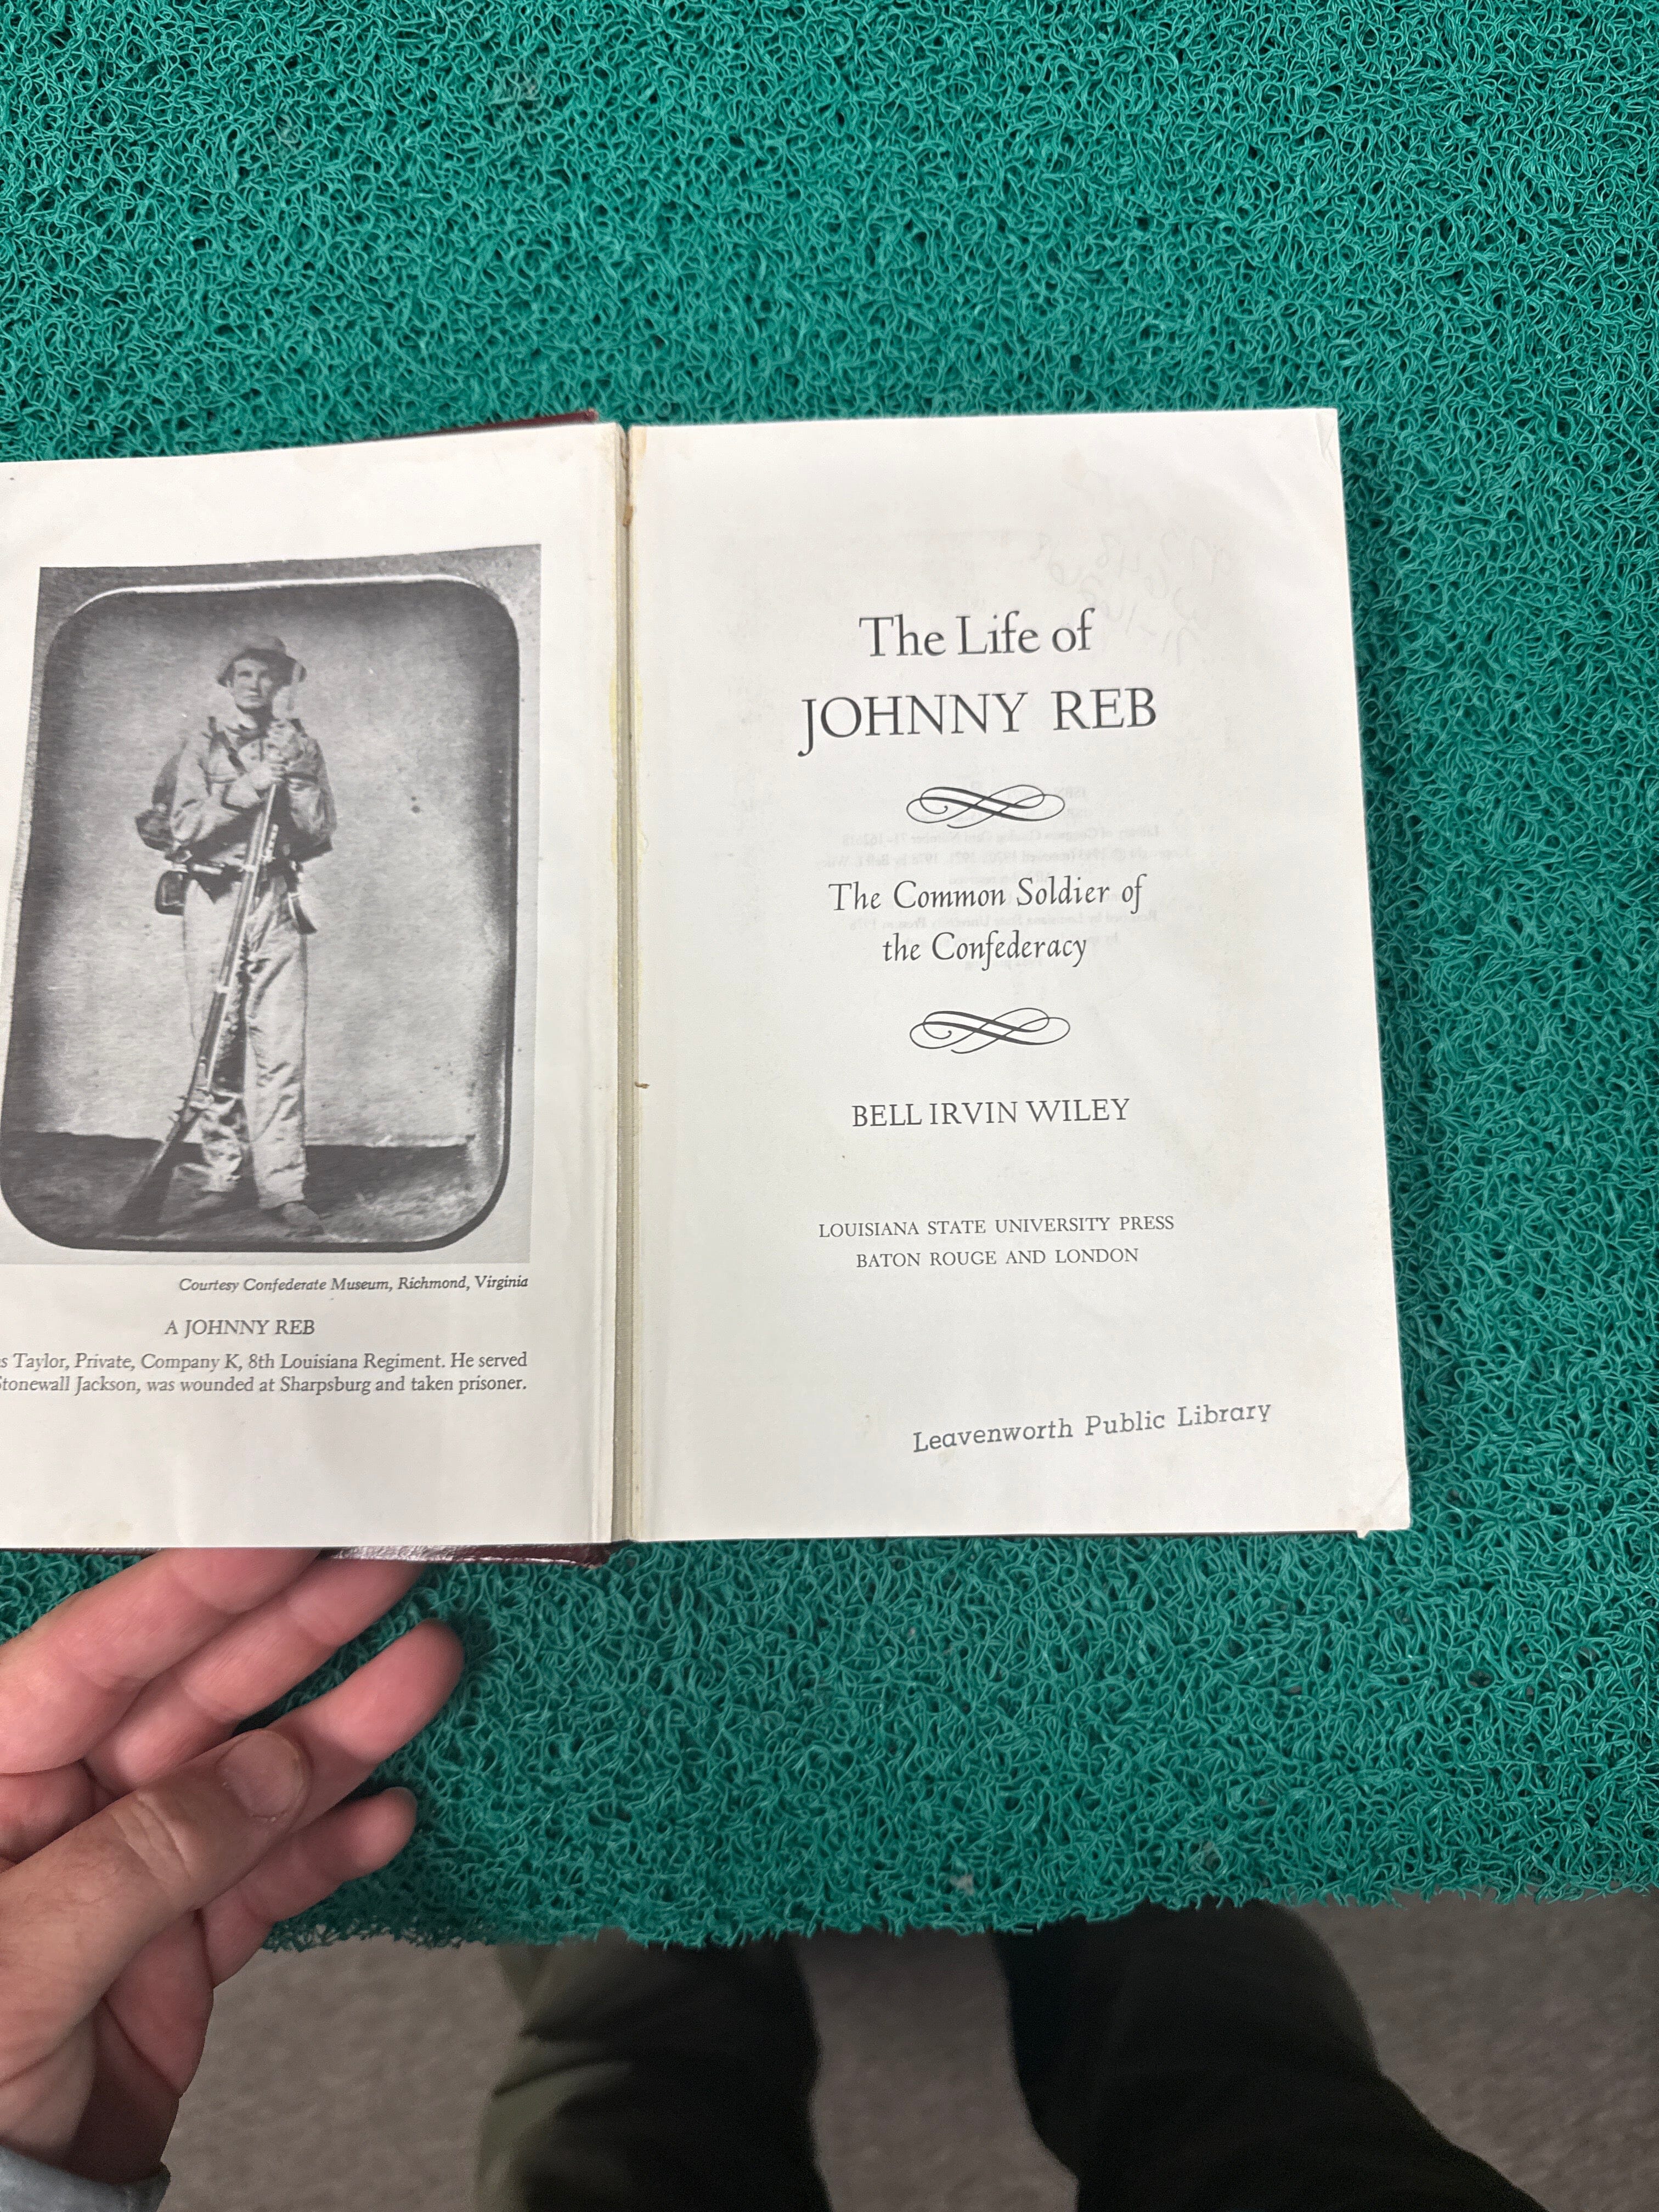 Courtesy Confederate Museum, Richmond, Virginia
A JOHNNY REB
s Taylor, Private, Company K, 8th Louisiana Regiment. He served
Stonewall Jackson, was wounded at Sharpsburg and taken prisoner.
The Life of
JOHNNY REB
The Common Soldier of
the Confederacy
BELL IRVIN WILEY
LOUISIANA STATE UNIVERSITY PRESS
BATON ROUGE AND LONDON
Leavenworth Public Library